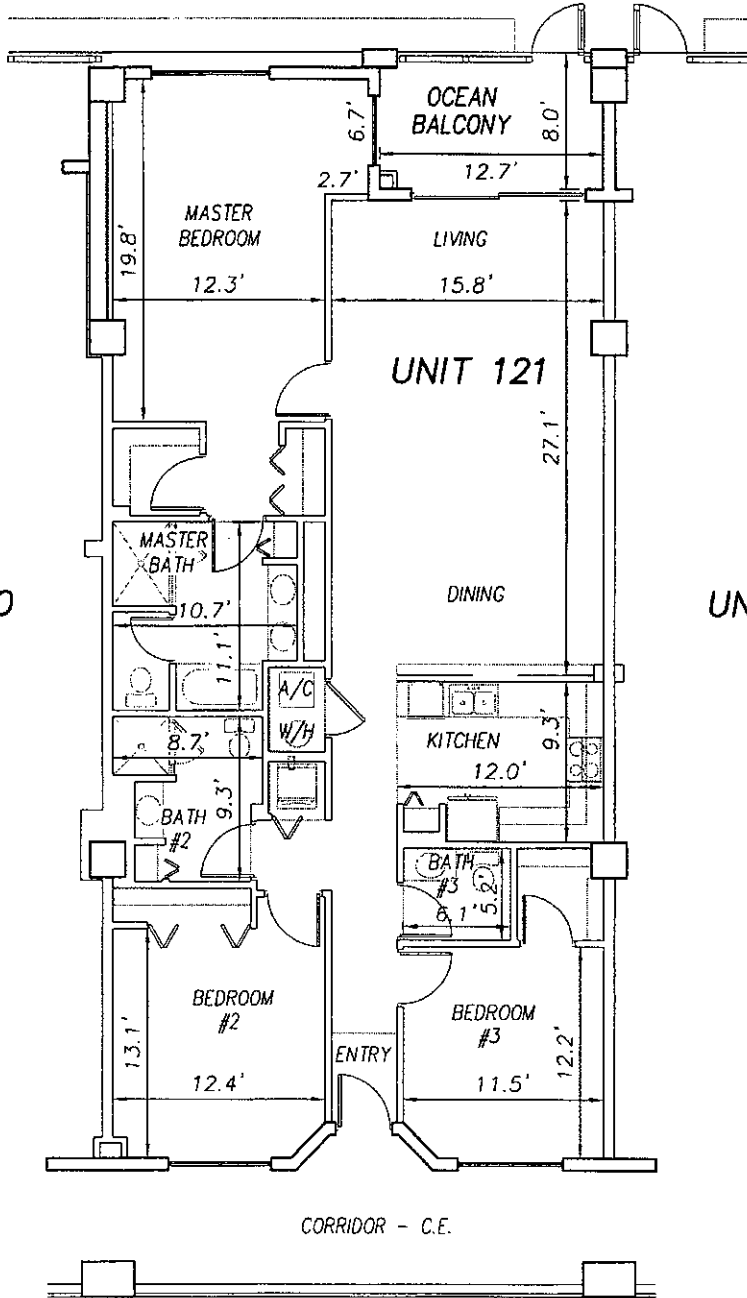 OCEAN
BALCONY
6.7'
8.0'
12.7'
2.7'
MASTER
BEDROOM
LIVING
19.8'
12.3'
15.8'
UNIT 121
27.1'
MASTER
BATH
DINING
10.7'
11.1'
UN
A/C
W/H
KITCHEN
9.3'
8.7'
12.0'
9.3'
BATH
#2
BATH
#3
5.2'
6.1'
BEDROOM
#2
BEDROOM
#3
13.1'
12.2'
ENTRY
12.4'
11.5'
CORRIDOR - C.E.